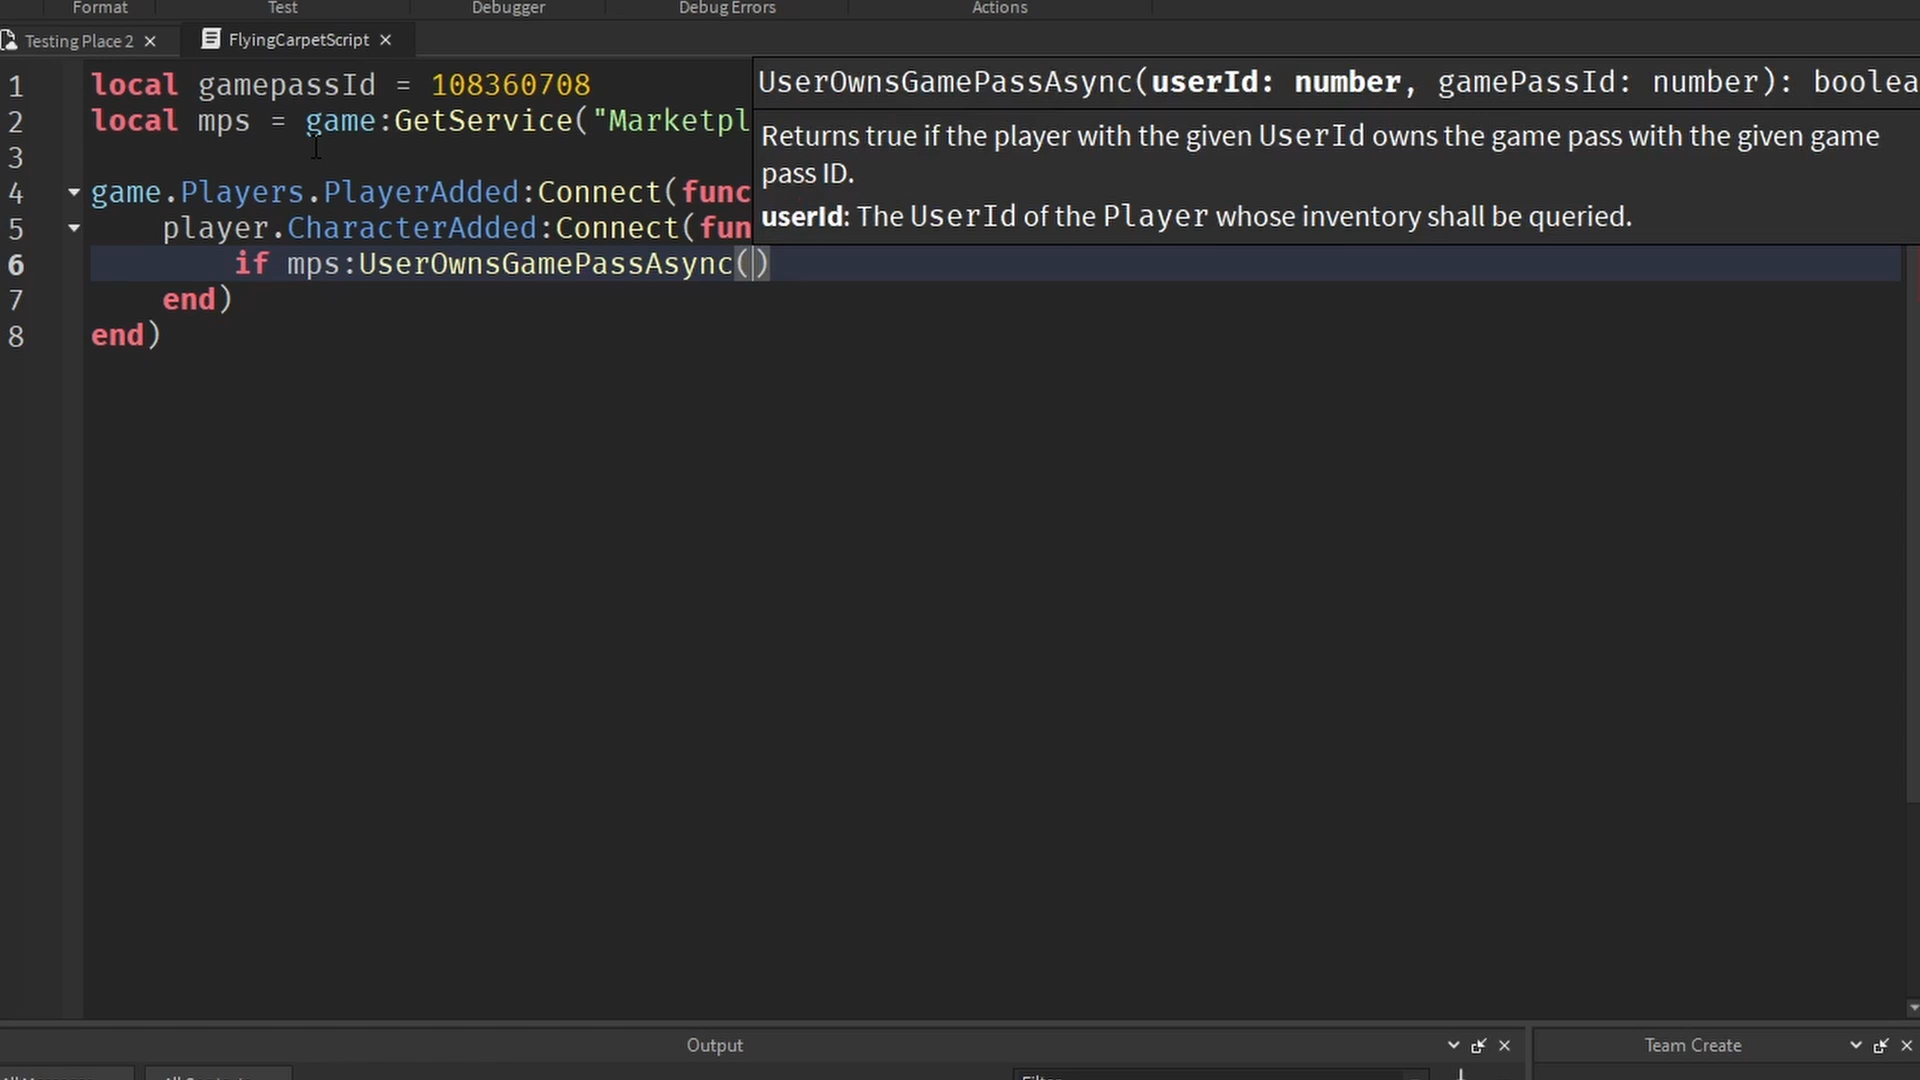 Format Test Debugger Debug Errors Actions
Testing Place 2 × FlyingCarpetScript ×
1 local gamepassId = 108360708
2 local mps = game:GetService("Marketpl
3
4 game.Players.PlayerAdded:Connect(func
5 player.CharacterAdded:Connect(fun
6 if mps:UserOwnsGamePassAsync()
7 end)
8 end)
UserOwnsGamePassAsync(userId: number, gamePassId: number): boolea
Returns true if the player with the given UserId owns the game pass with the given game
pass ID.
userId: The UserId of the Player whose inventory shall be queried.
Output Team Create